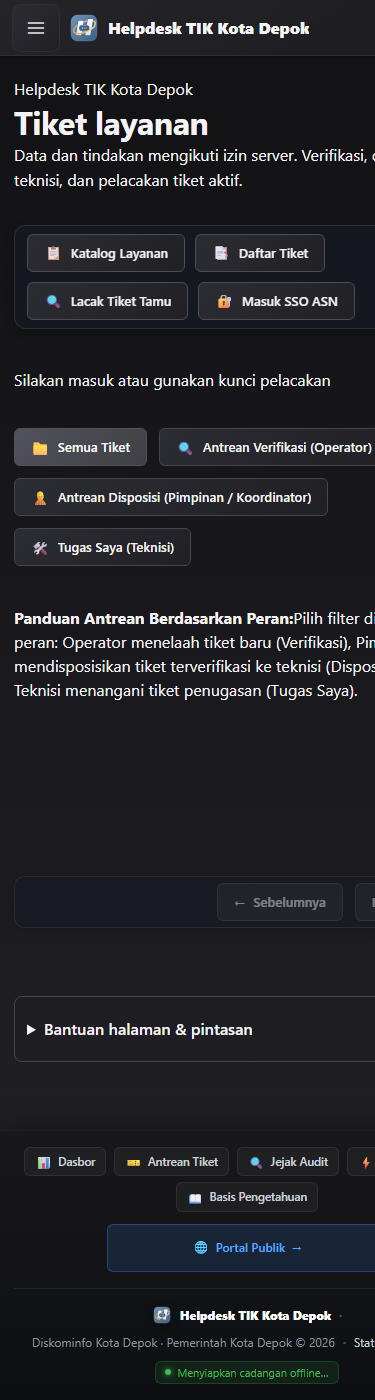 Helpdesk TIK Kota Depok
Helpdesk TIK Kota Depok
Tiket layanan
Data dan tindakan mengikuti izin server. Verifikasi,
teknisi, dan pelacakan tiket aktif.
Katalog Layanan
Daftar Tiket
Lacak Tiket Tamu
Masuk SSO ASN
Silakan masuk atau gunakan kunci pelacakan
Semua Tiket
Antrean Verifikasi (Operator)
Antrean Disposisi (Pimpinan / Koordinator)
Tugas Saya (Teknisi)
Panduan Antrean Berdasarkan Peran:Pilih filter
peran: Operator menelaah tiket baru (Verifikasi),
mendisposisikan tiket terverifikasi ke teknisi
Teknisi menangani tiket penugasan (Tugas Saya).
← Sebelumnya
▶ Bantuan halaman & pintasan
Dasbor
Antrean Tiket
Jejak Audit
Basis Pengetahuan
Portal Publik →
Helpdesk TIK Kota Depok ·
Diskominfo Kota Depok · Pemerintah Kota Depok © 2026 ·
Menyiapkan cadangan offline...